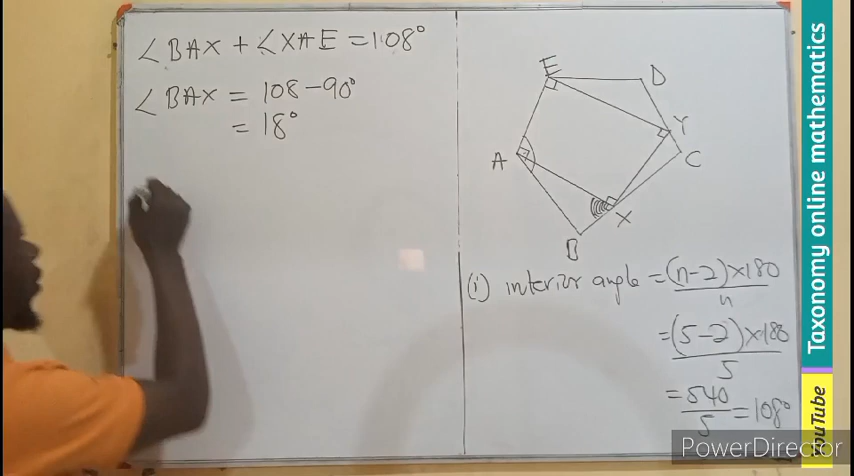 ∠BAX + ∠XAE = 108°
∠BAX = 108 - 90°
= 18°
E
D
Y
A
C
X
B
(i) interior angle = (n-2)×180
n
= (5-2)×180
5
= 540
5
= 108°
Taxonomy online mathematics
YouTube
PowerDirector